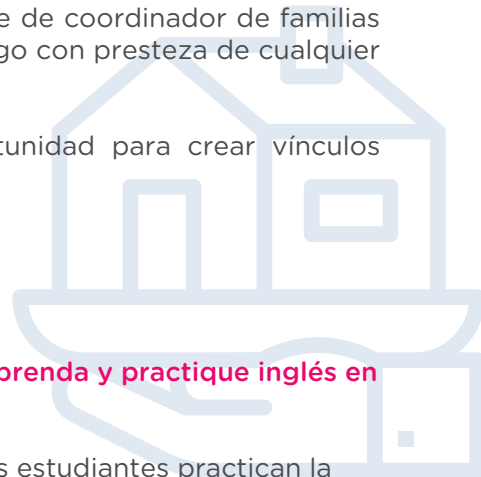 de coordinador de familias
go con presteza de cualquier
tunidad para crear vínculos
prenda y practique inglés en
s estudiantes practican la